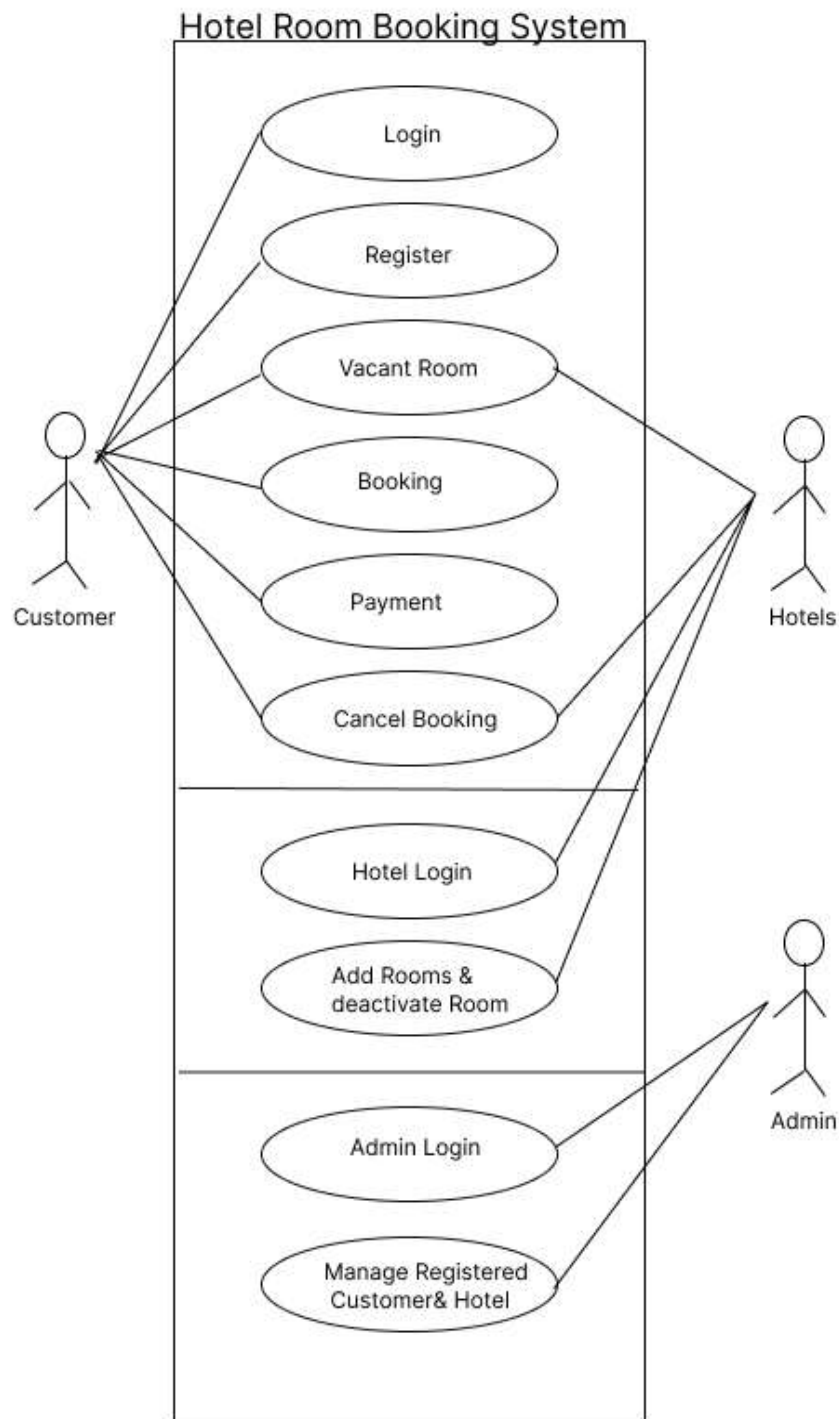 Hotel Room Booking System
Login
Register
Vacant Room
Booking
Payment
Cancel Booking
Customer
Hotels
Hotel Login
Add Rooms &
deactivate Room
Admin
Admin Login
Manage Registered
Customer& Hotel